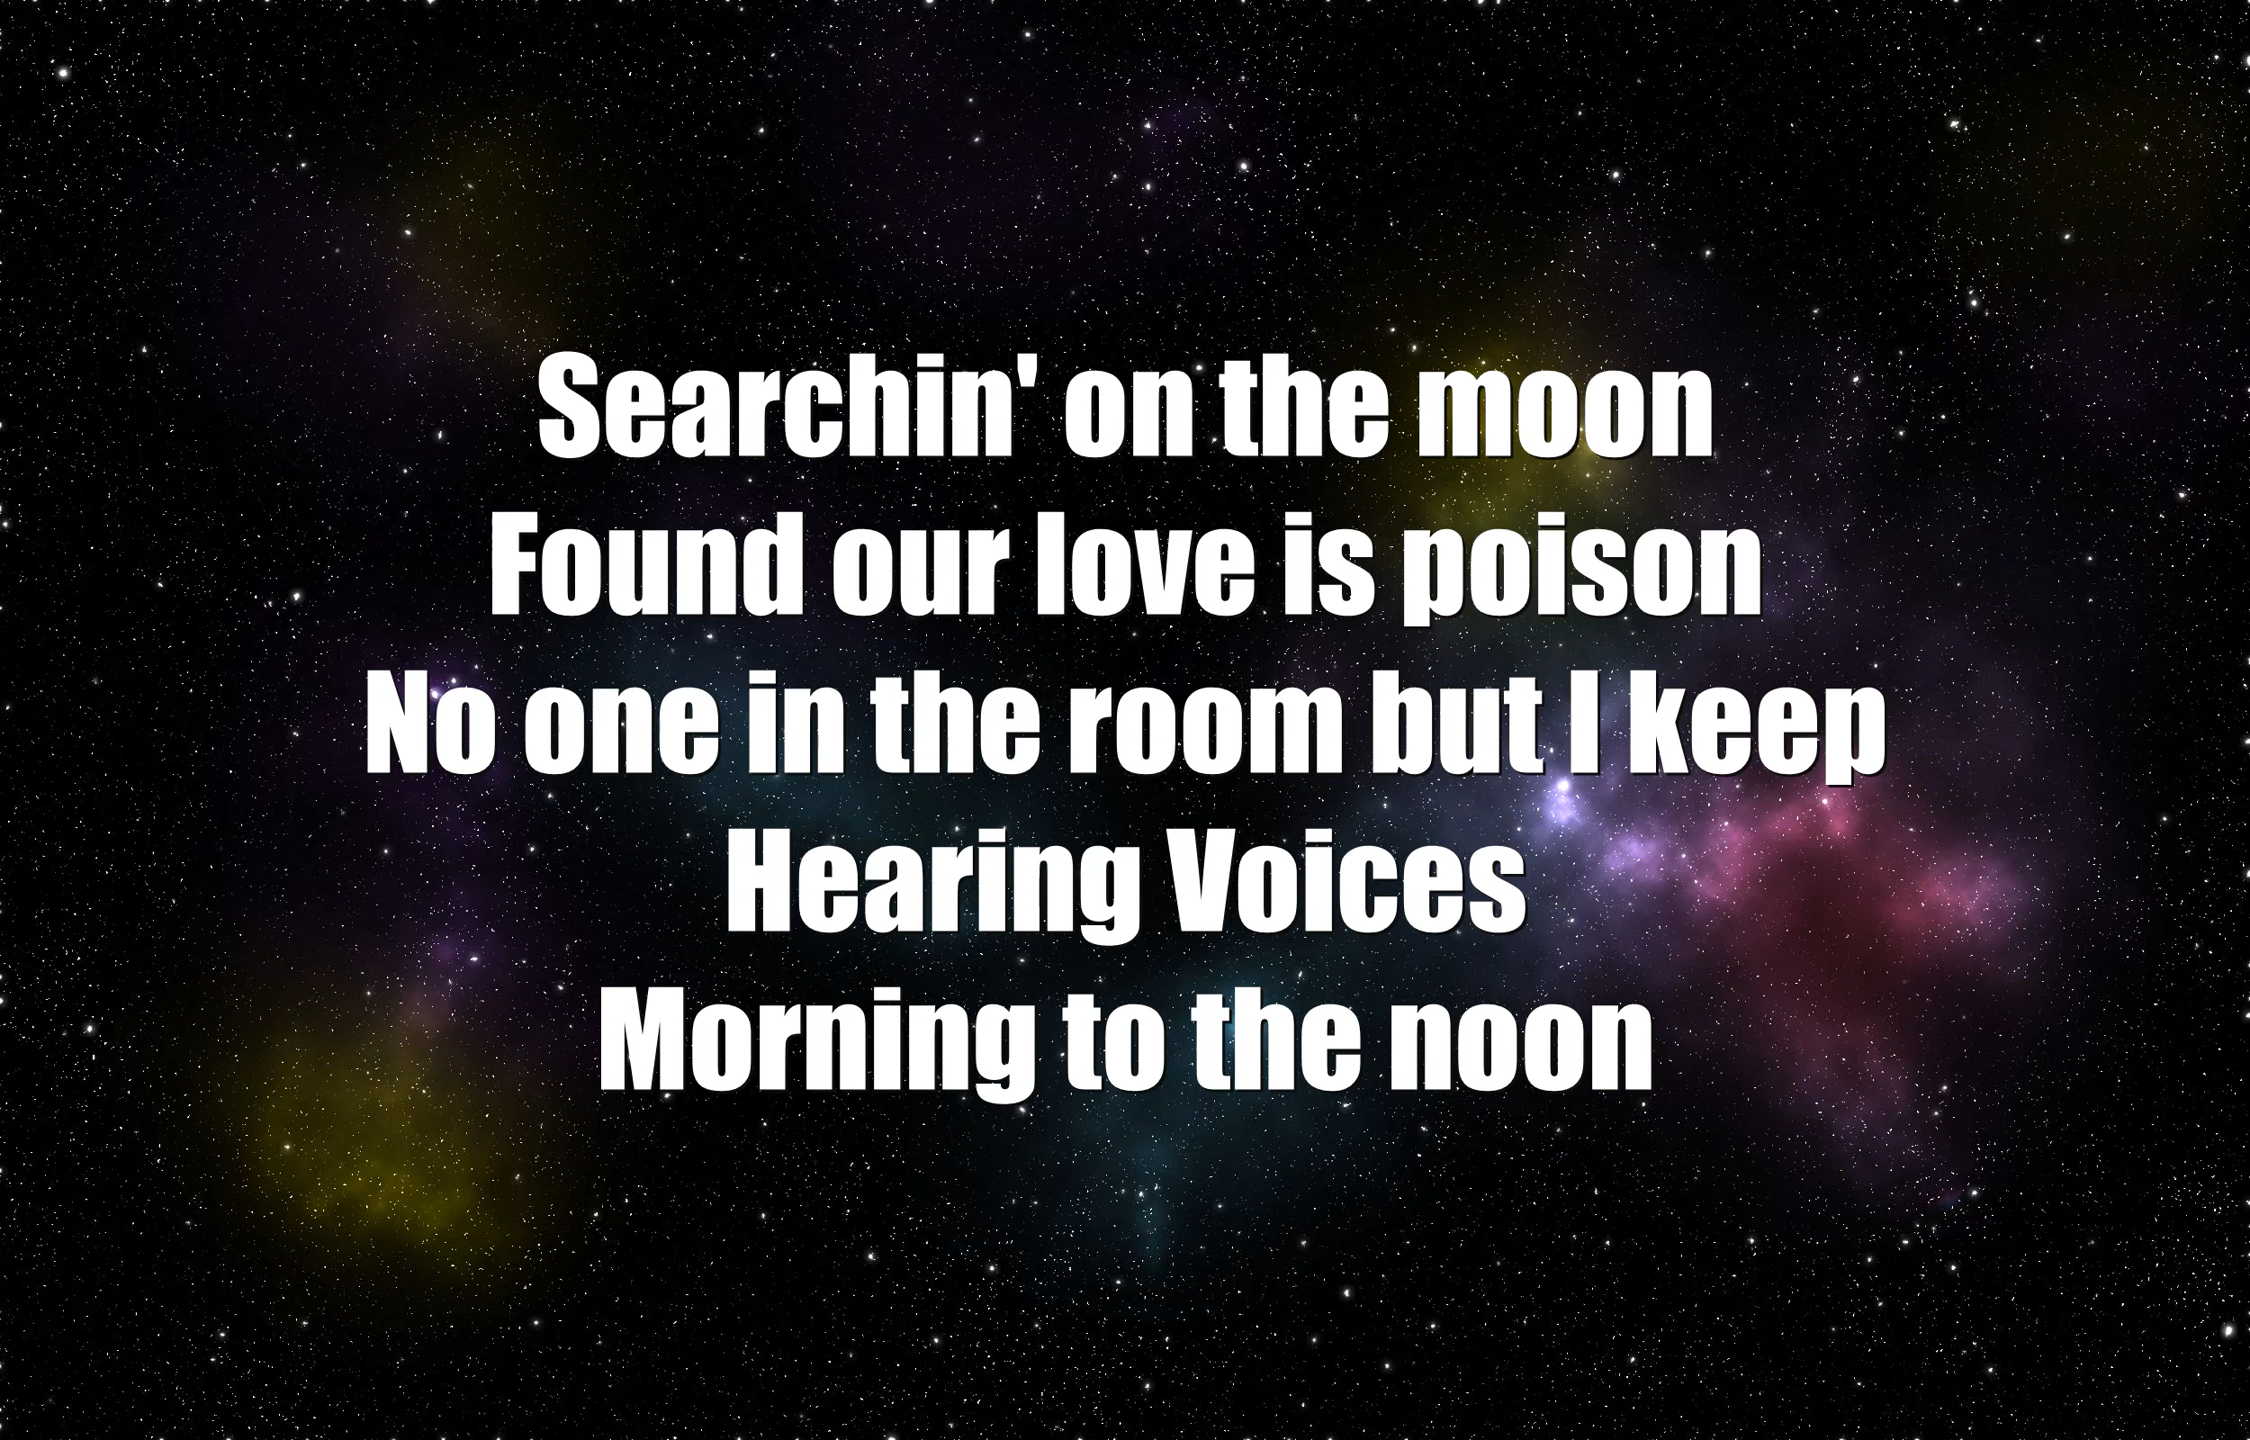 Searchin' on the moon
Found our love is poison
No one in the room but I keep
Hearing Voices
Morning to the noon